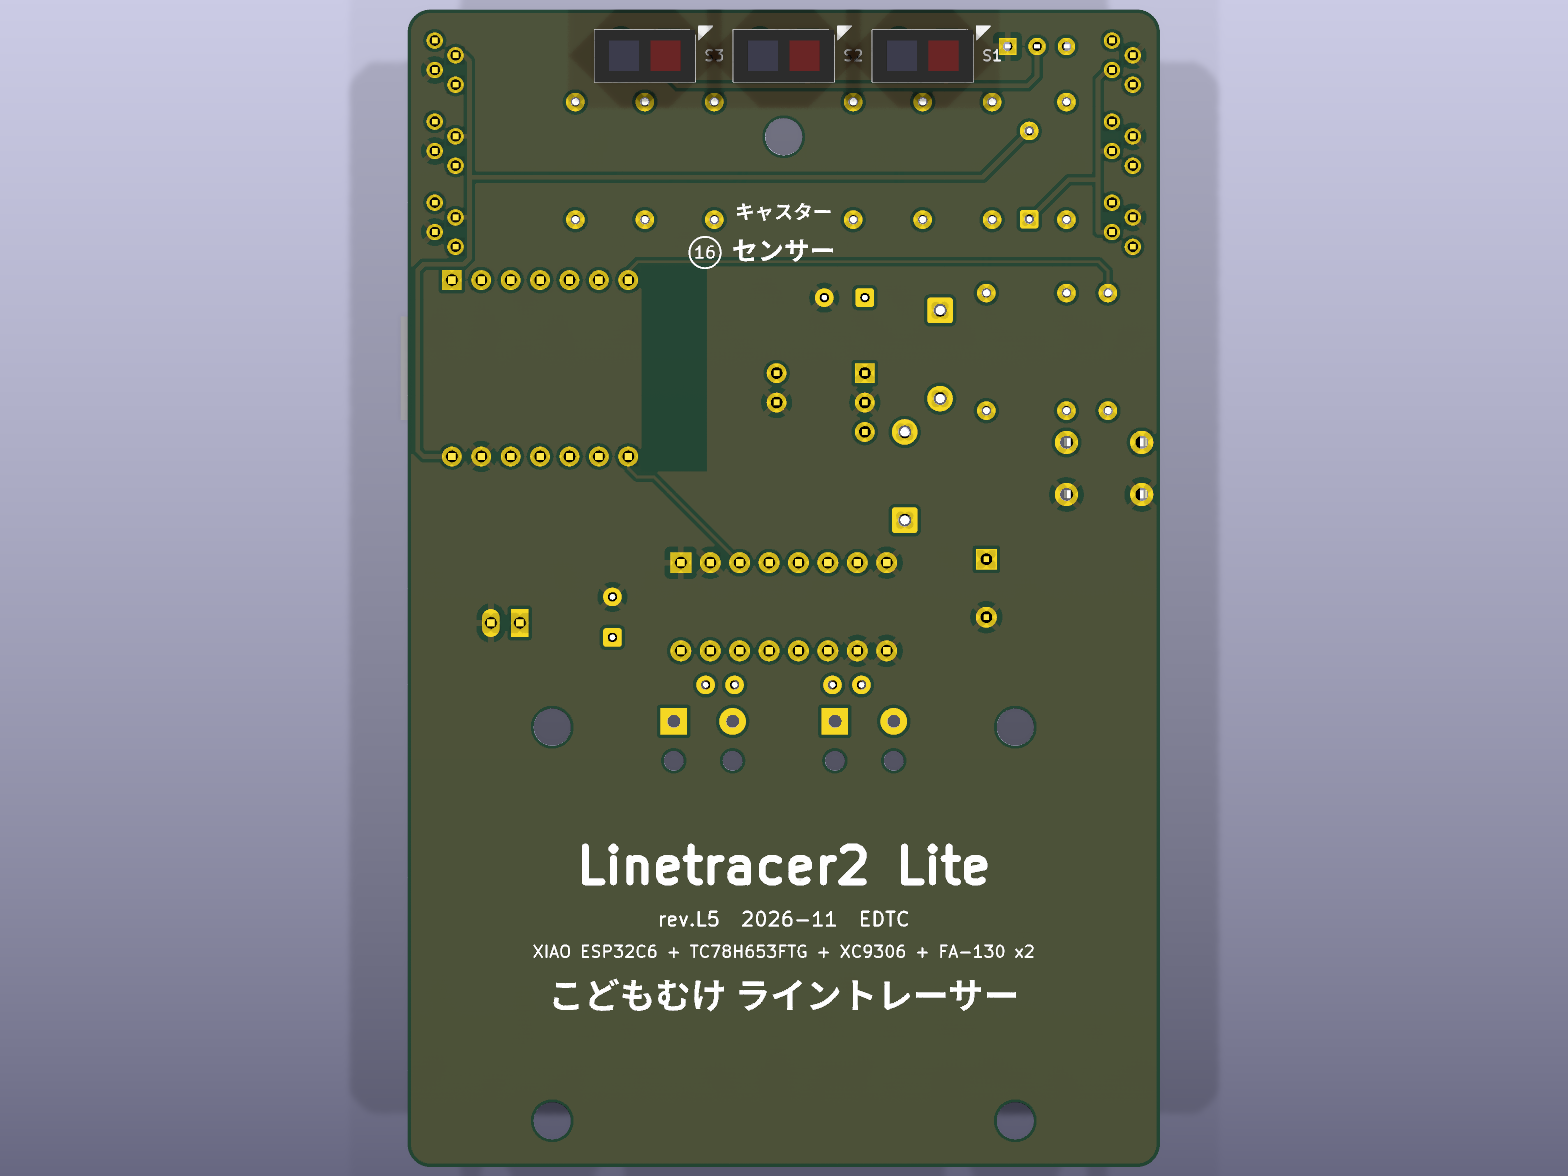 S3 S2 S1
キャスター
16 センサー
Linetracer2 Lite
rev.L5 2026-11 EDTC
XIAO ESP32C6 + TC78H653FTG + XC9306 + FA-130 x2
こどもむけ ライントレーサー